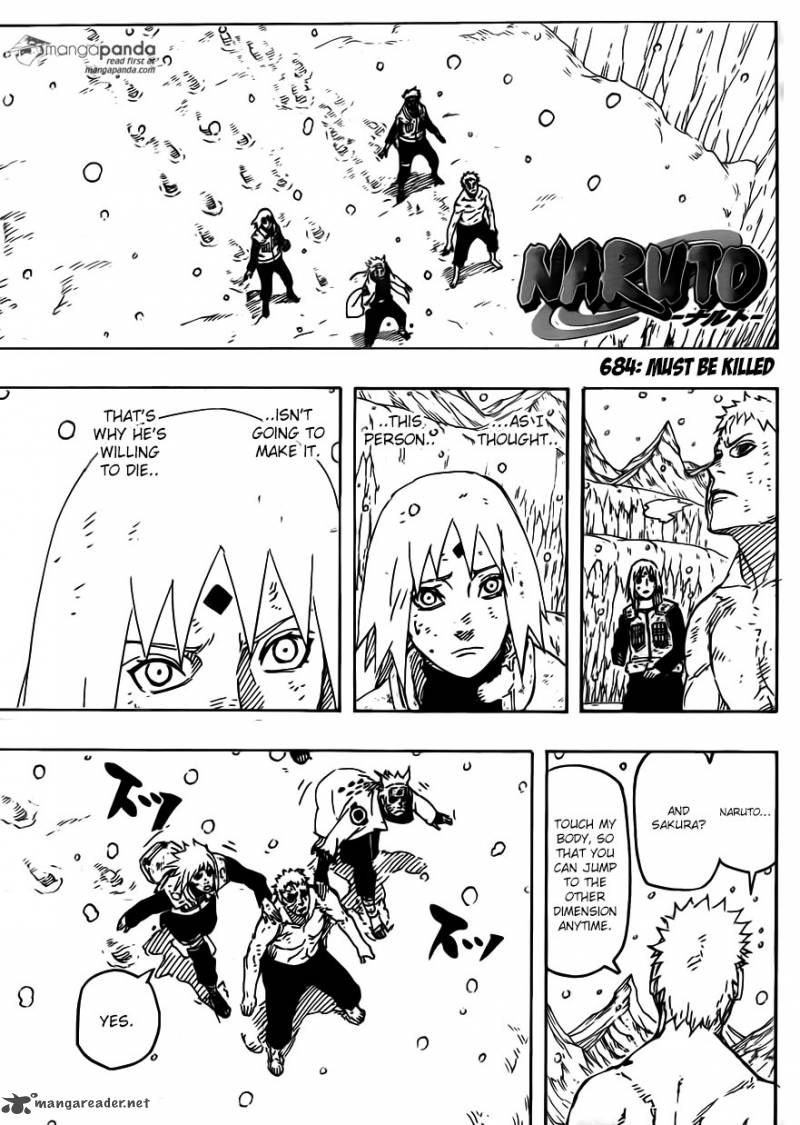 mangapanda
read first at
mangapanda.com
NARUTO
-ナルト-
684: MUST BE KILLED
....AS I
THOUGHT..
..THIS
PERSON..
..ISN'T
GOING TO
MAKE IT.
THAT'S
WHY HE'S
WILLING
TO DIE..
NARUTO...
AND
SAKURA?
TOUCH MY
BODY, SO
THAT YOU
CAN JUMP
TO THE
OTHER
DIMENSION
ANYTIME.
ズッ
ズッ
YES.
mangareader.net